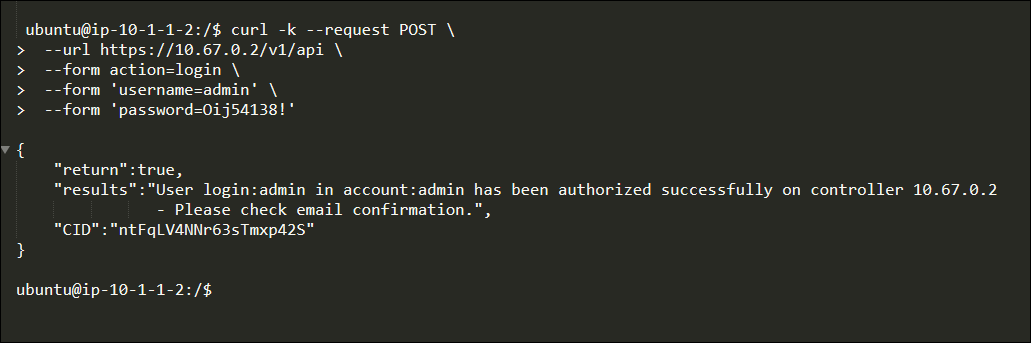 ubuntu@ip-10-1-1-2:/$ curl -k --request POST \
>  --url https://10.67.0.2/v1/api \
>  --form action=login \
>  --form 'username=admin' \
>  --form 'password=Oij54138!'
{
"return":true,
"results":"User login:admin in account:admin has been authorized successfully on controller 10.67.0.2
- Please check email confirmation.",
"CID":"ntFqLV4NNr63sTmxp42S"
}
ubuntu@ip-10-1-1-2:/$